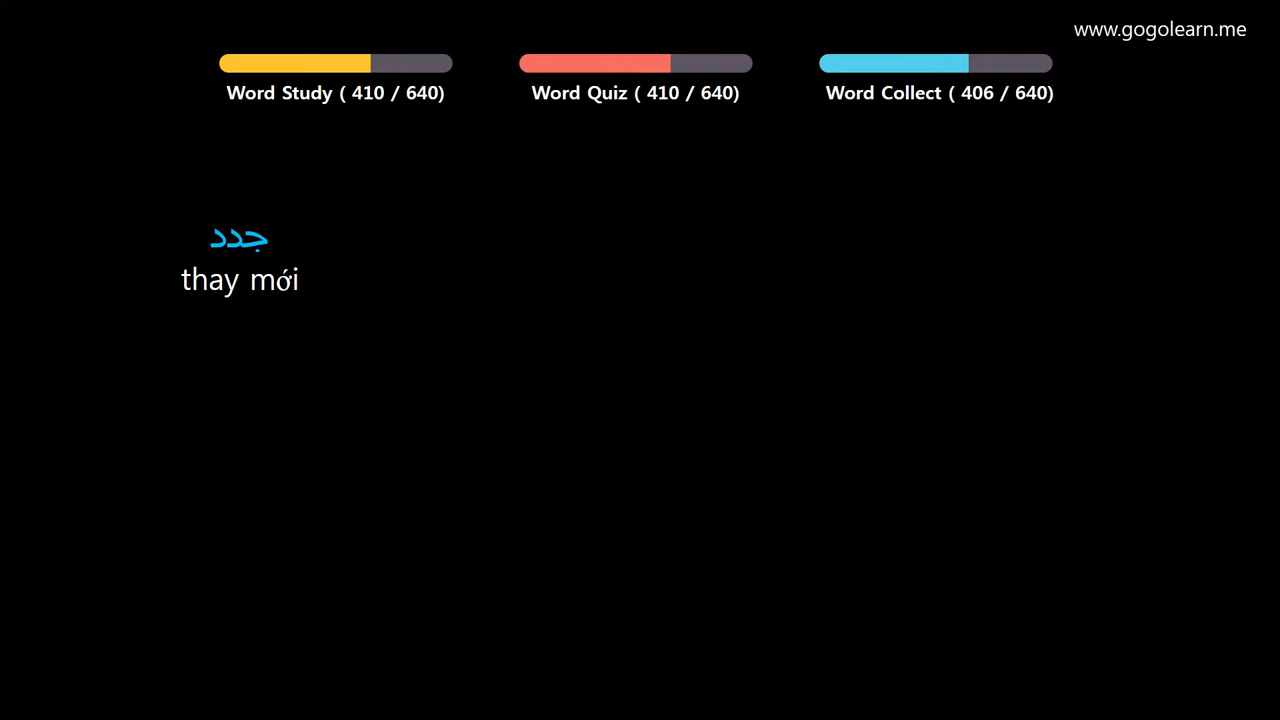 www.gogolearn.me
Word Study ( 410 / 640)
Word Quiz ( 410 / 640)
Word Collect ( 406 / 640)
جدد
thay mới